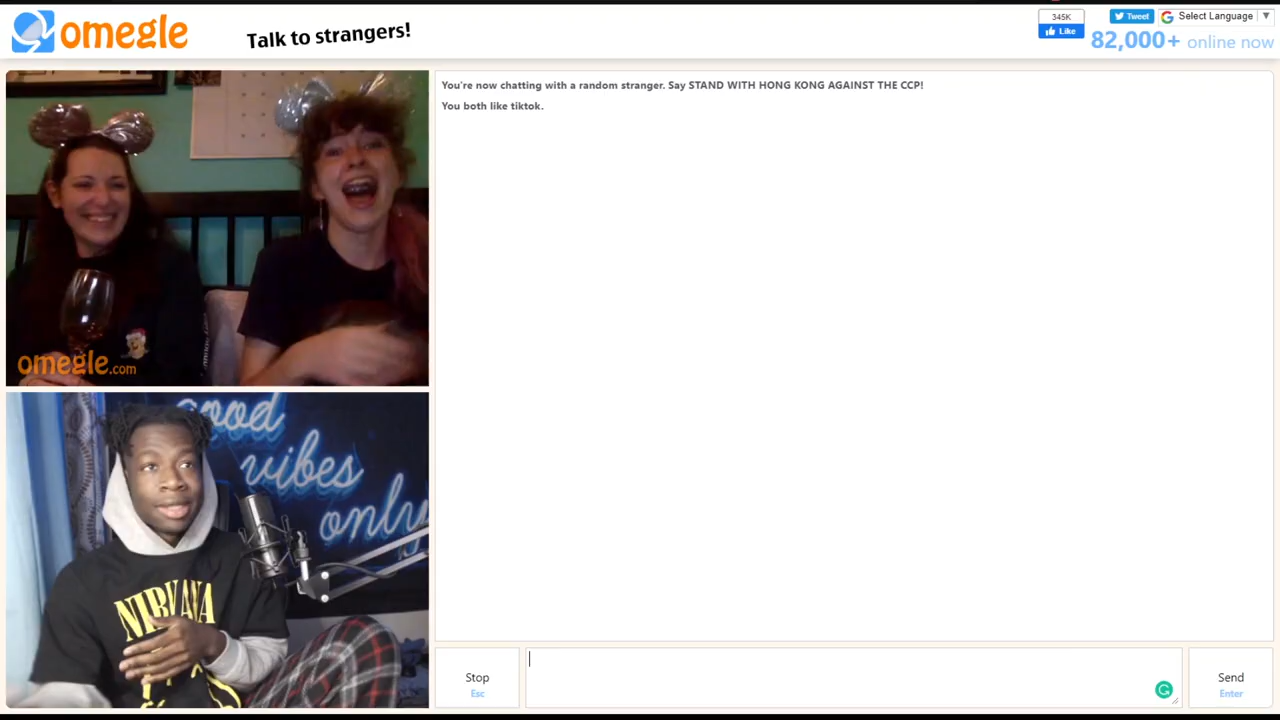 omegle
Talk to strangers!
345K
Like
Tweet
Select Language
82,000+ online now
You're now chatting with a random stranger. Say STAND WITH HONG KONG AGAINST THE CCP!
You both like tiktok.
omegle.com
good
vibes
only
NIRVANA
Stop
Esc
Send
Enter